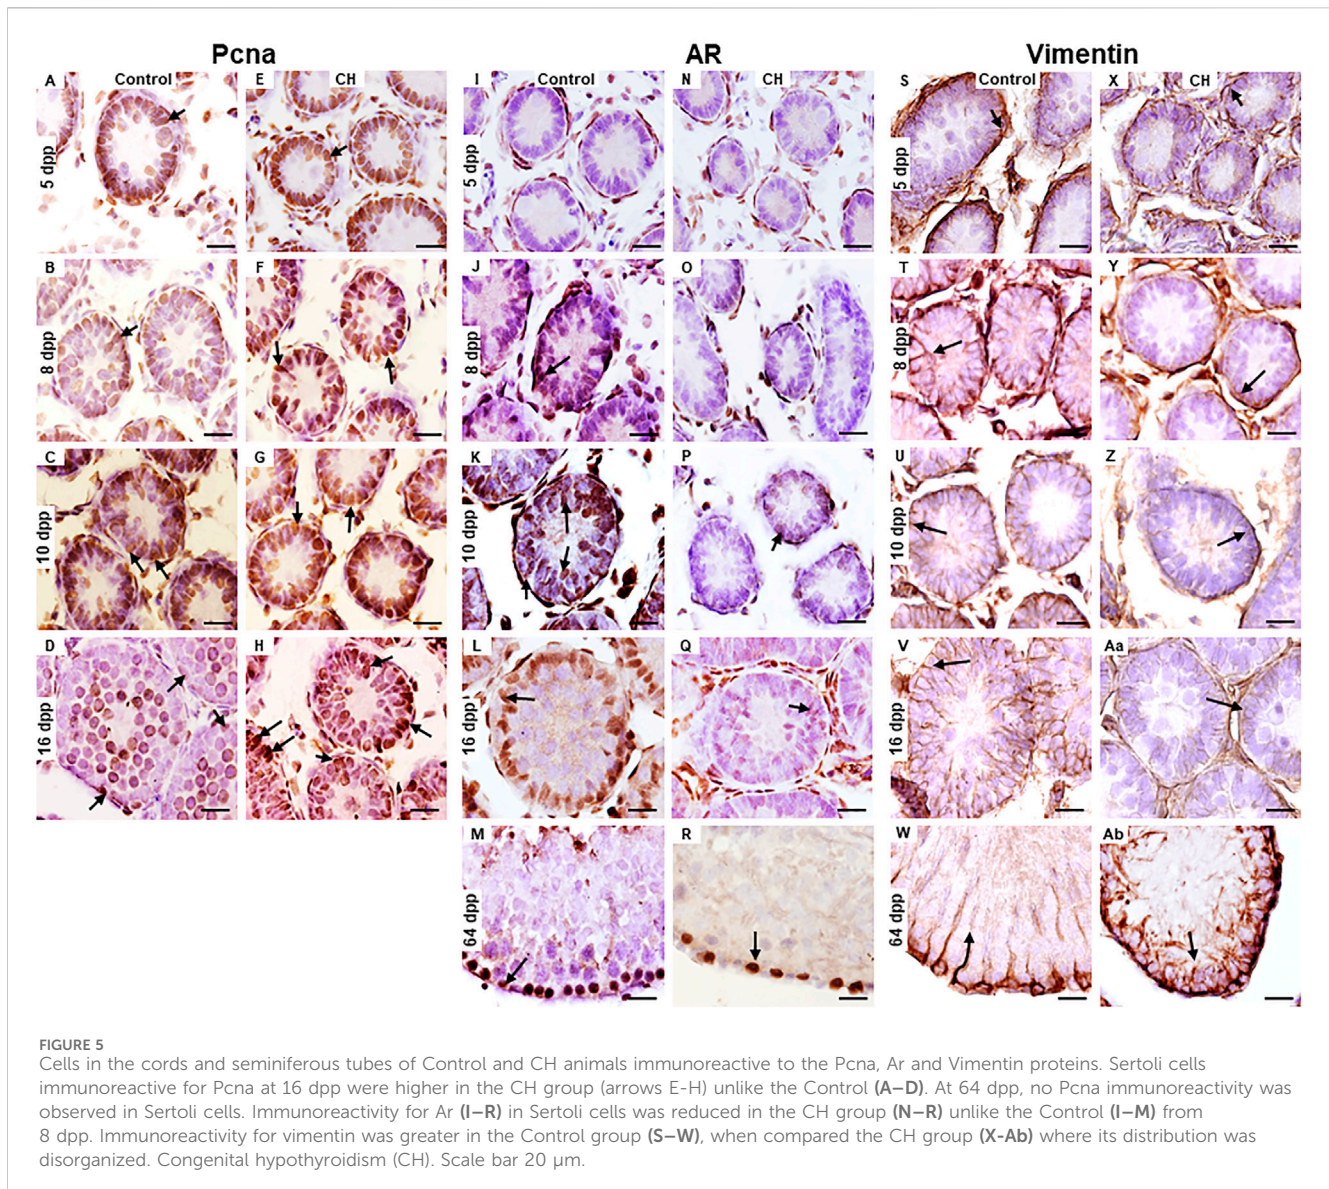 Pcna AR Vimentin
A Control E CH I Control N CH S Control X CH
5 dpp 5 dpp 5 dpp
B F J O T Y
8 dpp 8 dpp 8 dpp
C G K P U Z
10 dpp 10 dpp 10 dpp
D H L Q V Aa
16 dpp 16 dpp 16 dpp
M R W Ab
64 dpp 64 dpp
FIGURE 5
Cells in the cords and seminiferous tubes of Control and CH animals immunoreactive to the Pcna, Ar and Vimentin proteins. Sertoli cells
immunoreactive for Pcna at 16 dpp were higher in the CH group (arrows E-H) unlike the Control (A–D). At 64 dpp, no Pcna immunoreactivity was
observed in Sertoli cells. Immunoreactivity for Ar (I–R) in Sertoli cells was reduced in the CH group (N–R) unlike the Control (I–M) from
8 dpp. Immunoreactivity for vimentin was greater in the Control group (S–W), when compared the CH group (X-Ab) where its distribution was
disorganized. Congenital hypothyroidism (CH). Scale bar 20 µm.